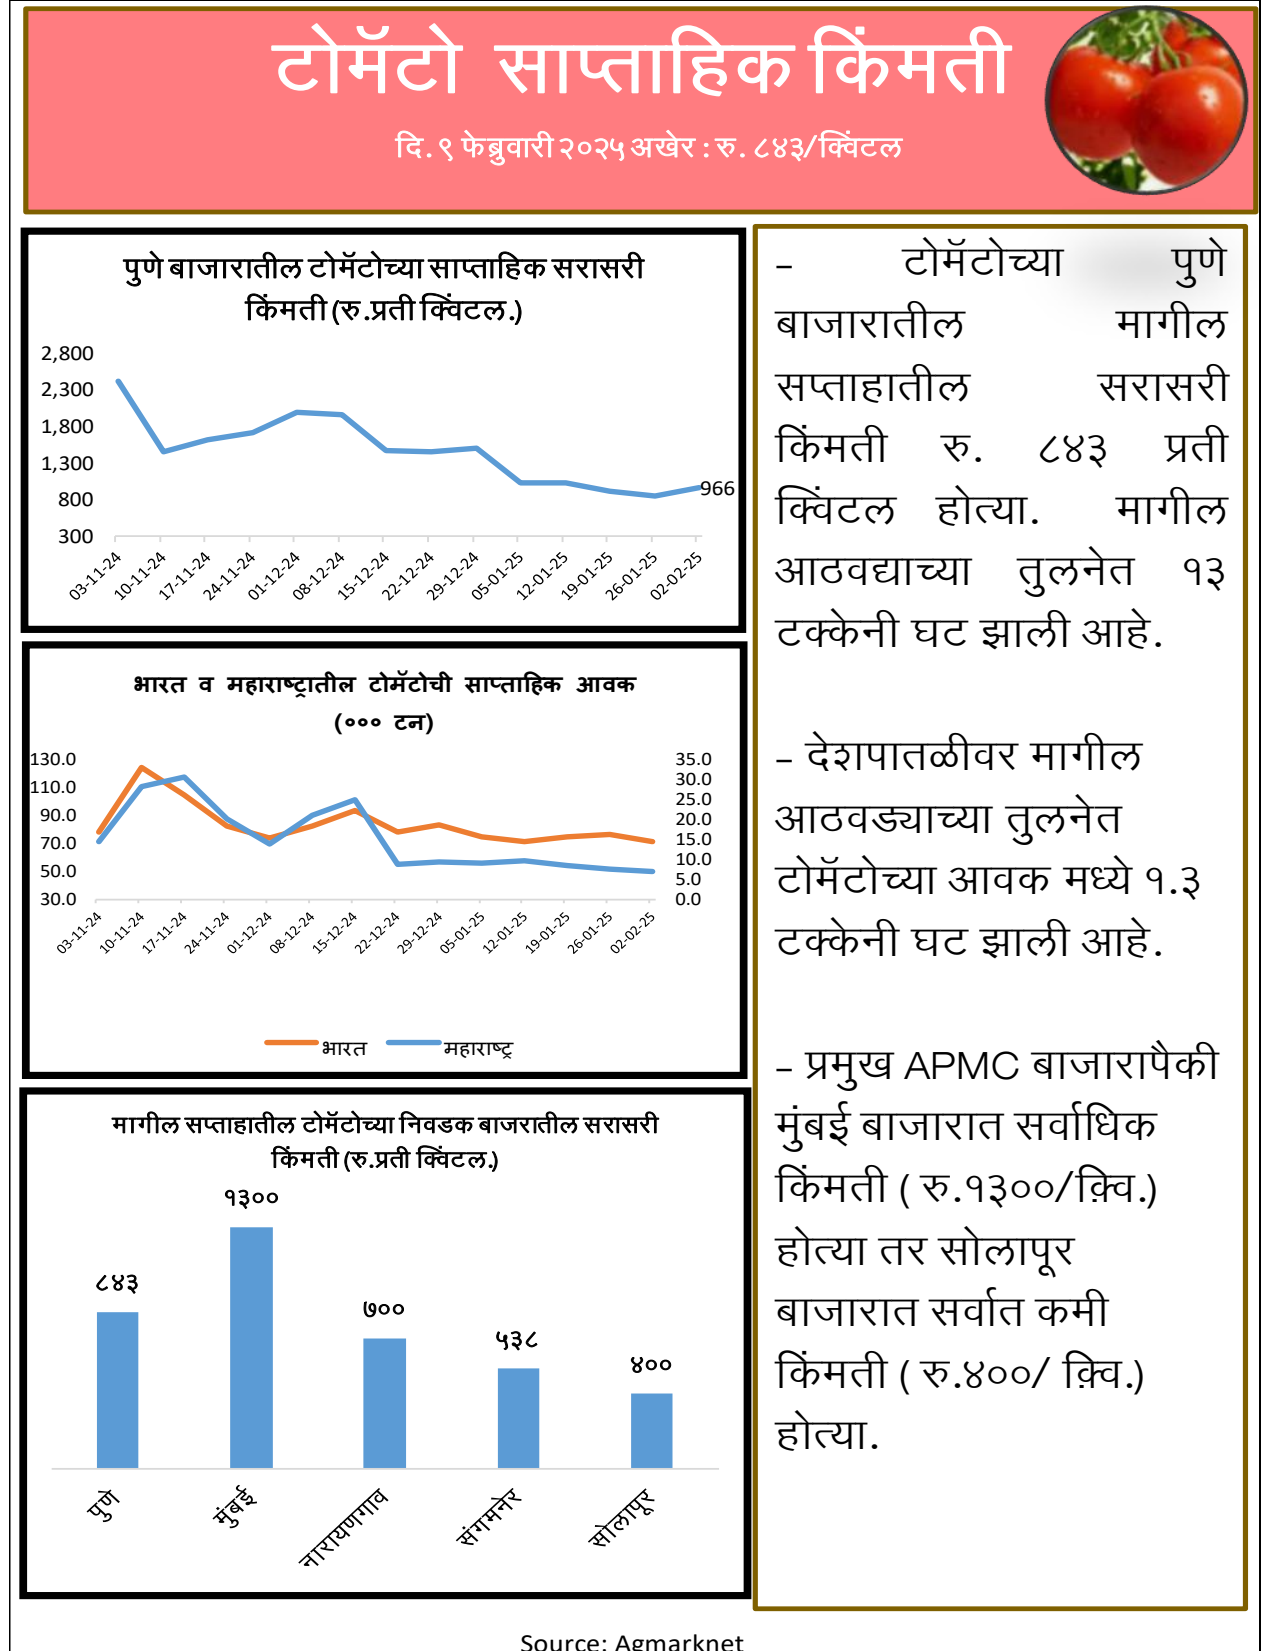 टोमॅटो साप्ताहिक किंमती
दि. ९ फेब्रुवारी २०२५ अखेर : रु. ८४३/क्विंटल
पुणे बाजारातील टोमॅटोच्या साप्ताहिक सरासरी
किंमती (रु.प्रती क्विंटल.)
2,800
2,300
1,800
1,300
800
300
966
03-11-24
10-11-24
17-11-24
24-11-24
01-12-24
08-12-24
15-12-24
22-12-24
29-12-24
05-01-25
12-01-25
19-01-25
26-01-25
02-02-25
भारत व महाराष्ट्रातील टोमॅटोची साप्ताहिक आवक
(००० टन)
130.0
110.0
90.0
70.0
50.0
30.0
35.0
30.0
25.0
20.0
15.0
10.0
5.0
0.0
03-11-24
10-11-24
17-11-24
24-11-24
01-12-24
08-12-24
15-12-24
22-12-24
29-12-24
05-01-25
12-01-25
19-01-25
26-01-25
02-02-25
भारत महाराष्ट्र
मागील सप्ताहातील टोमॅटोच्या निवडक बाजरातील सरासरी
किंमती (रु.प्रती क्विंटल.)
८४३
१३००
७००
५३८
४००
पुणे
मुंबई
नारायणगाव
संगमनेर
सोलापूर
– टोमॅटोच्या पुणे
बाजारातील मागील
सप्ताहातील सरासरी
किंमती रु. ८४३ प्रती
क्विंटल होत्या. मागील
आठवद्याच्या तुलनेत १३
टक्केनी घट झाली आहे.
– देशपातळीवर मागील
आठवड्याच्या तुलनेत
टोमॅटोच्या आवक मध्ये १.३
टक्केनी घट झाली आहे.
– प्रमुख APMC बाजारापैकी
मुंबई बाजारात सर्वाधिक
किंमती ( रु.१३००/क़्वि.)
होत्या तर सोलापूर
बाजारात सर्वात कमी
किंमती ( रु.४००/ क़्वि.)
होत्या.
Source: Agmarknet